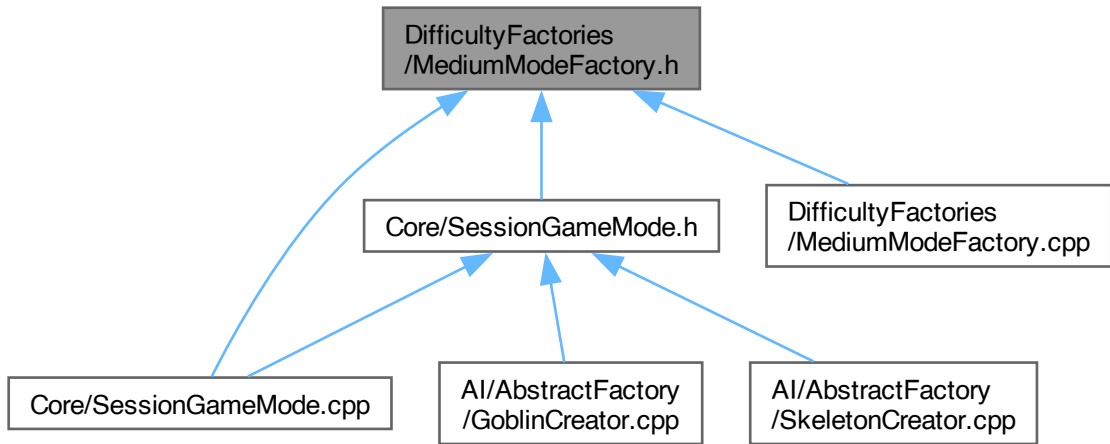 DifficultyFactories
/MediumModeFactory.h
Core/SessionGameMode.h
DifficultyFactories
/MediumModeFactory.cpp
Core/SessionGameMode.cpp
AI/AbstractFactory
/GoblinCreator.cpp
AI/AbstractFactory
/SkeletonCreator.cpp